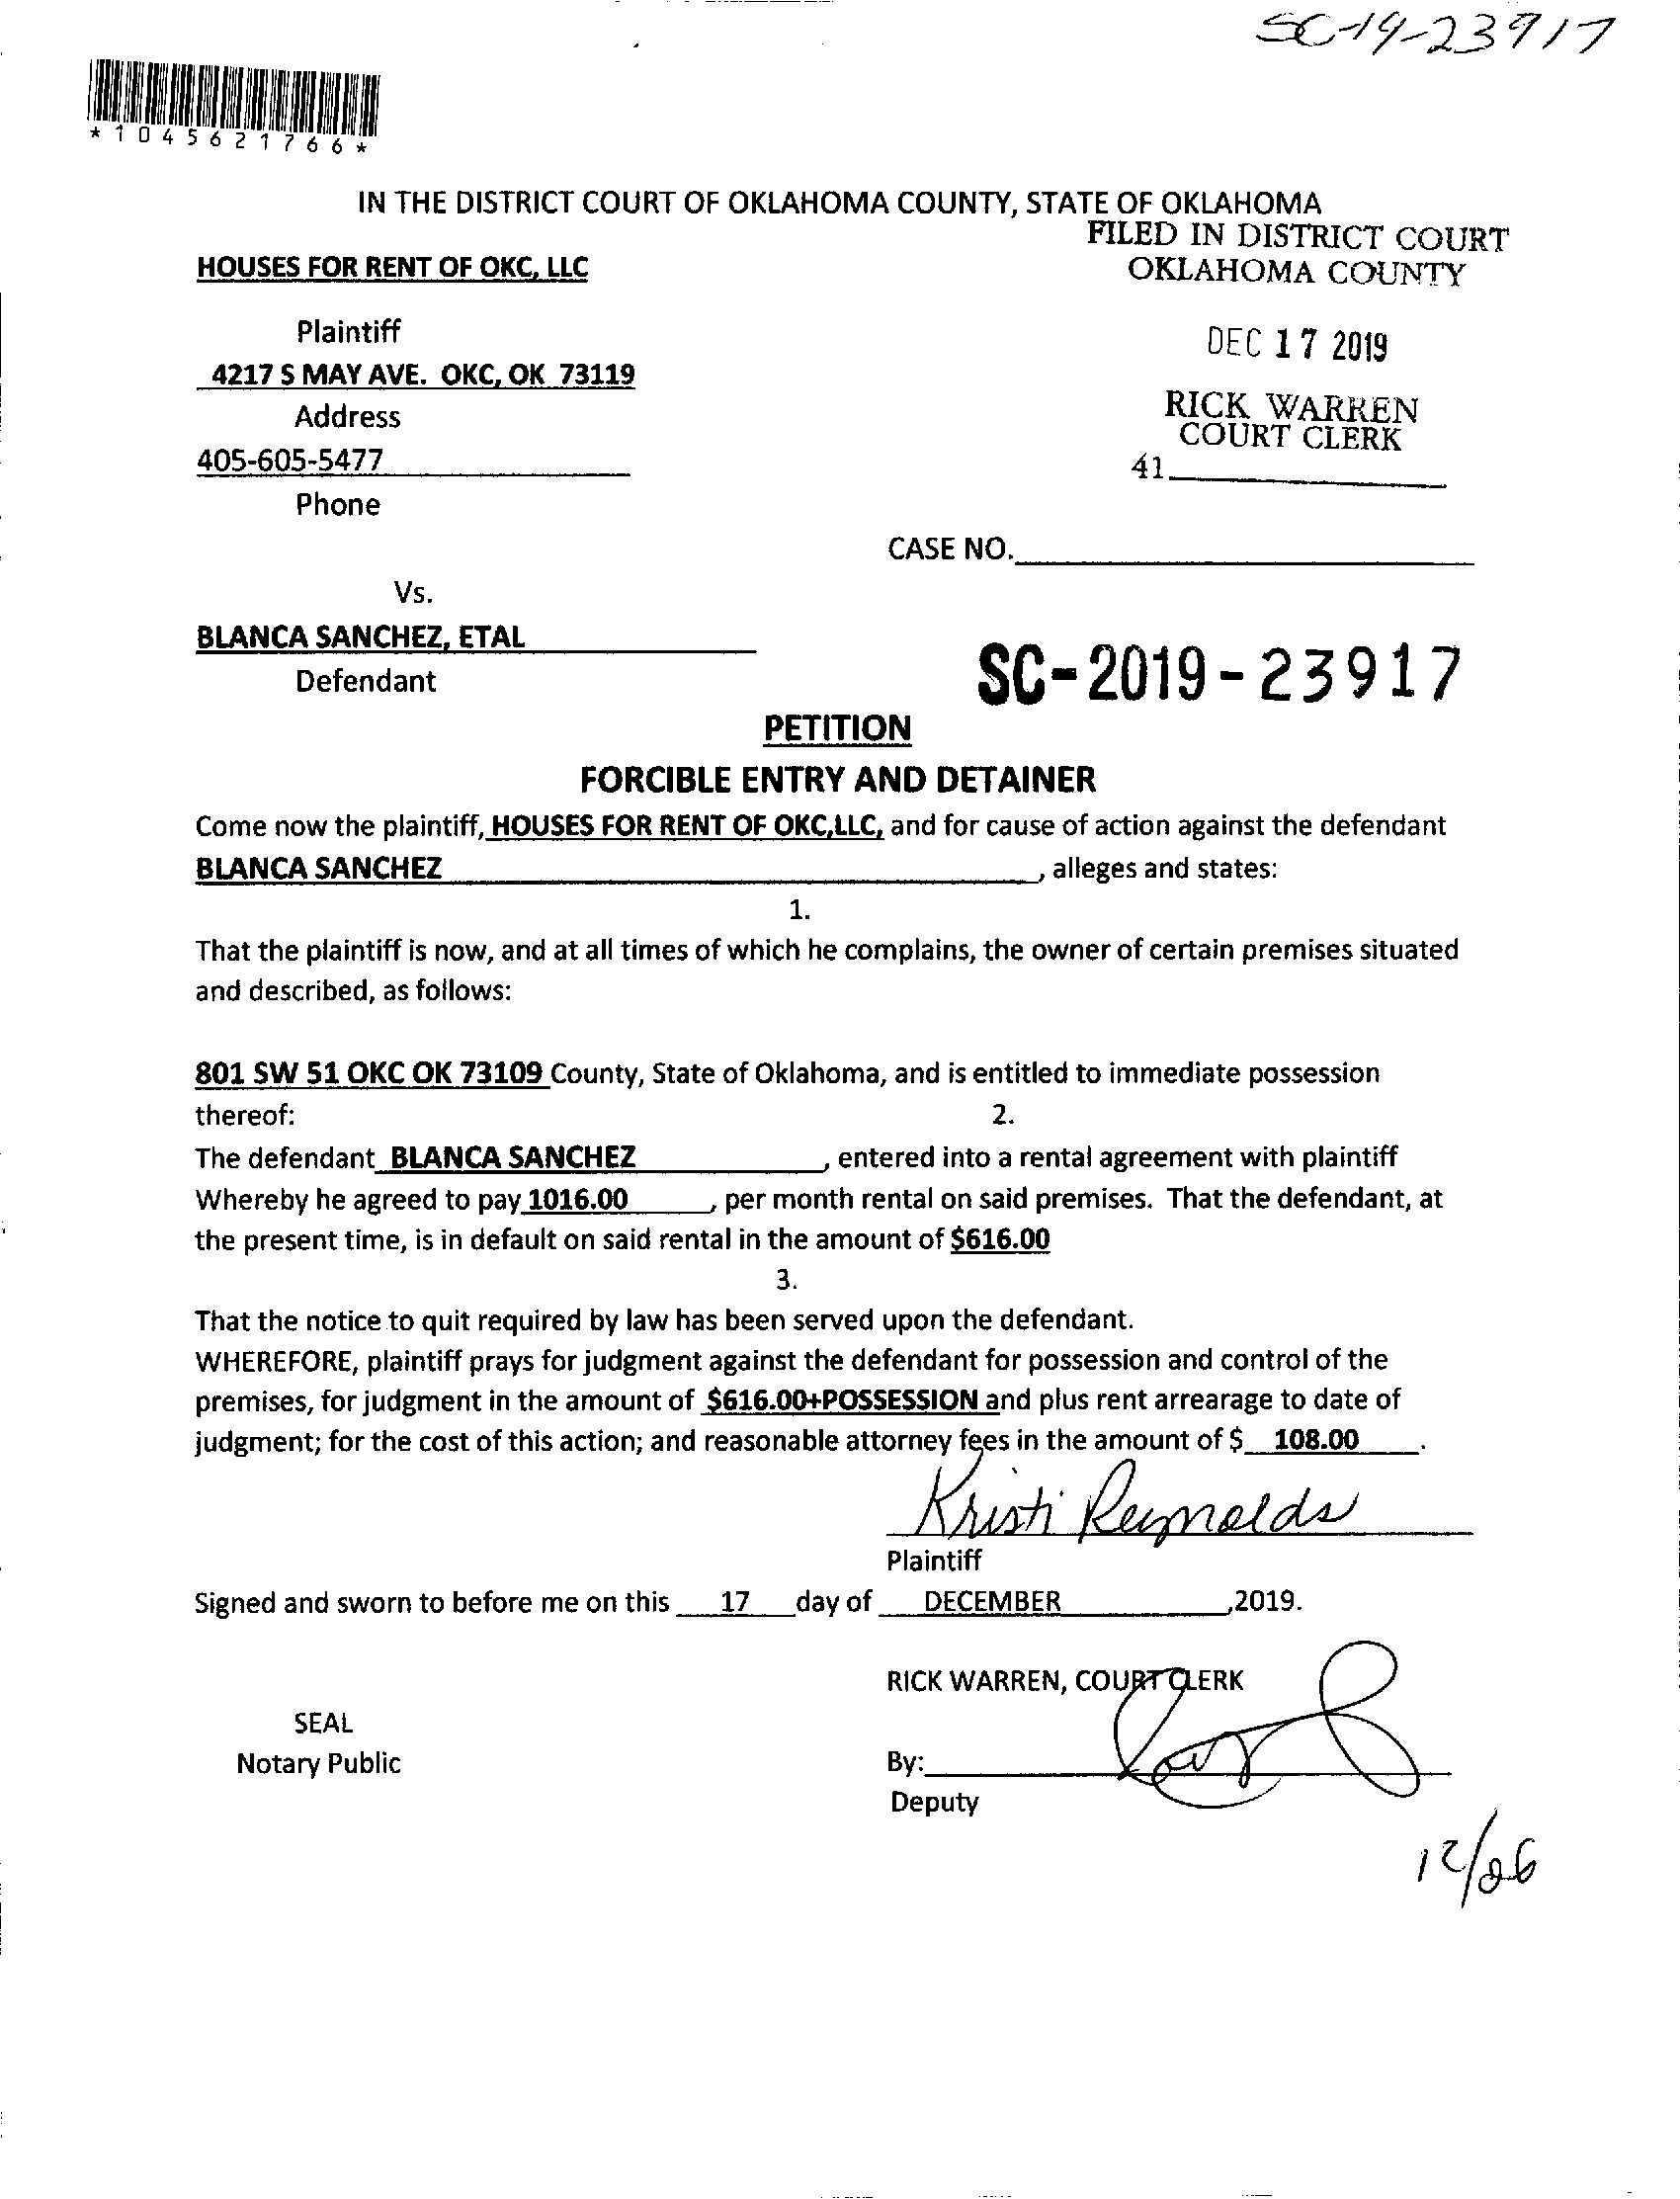 SC-19-23917
*1045621766*
IN THE DISTRICT COURT OF OKLAHOMA COUNTY, STATE OF OKLAHOMA
FILED IN DISTRICT COURT
OKLAHOMA COUNTY
HOUSES FOR RENT OF OKC, LLC
Plaintiff
DEC 17 2019
4217 S MAY AVE. OKC, OK 73119
Address
RICK WARREN
COURT CLERK
405-605-5477
41
Phone
CASE NO.
Vs.
BLANCA SANCHEZ, ETAL
Defendant
SC-2019-23917
PETITION
FORCIBLE ENTRY AND DETAINER
Come now the plaintiff, HOUSES FOR RENT OF OKC,LLC, and for cause of action against the defendant
BLANCA SANCHEZ, alleges and states:
1.
That the plaintiff is now, and at all times of which he complains, the owner of certain premises situated
and described, as follows:
801 SW 51 OKC OK 73109 County, State of Oklahoma, and is entitled to immediate possession
thereof: 2.
The defendant BLANCA SANCHEZ, entered into a rental agreement with plaintiff
Whereby he agreed to pay 1016.00, per month rental on said premises. That the defendant, at
the present time, is in default on said rental in the amount of $616.00
3.
That the notice to quit required by law has been served upon the defendant.
WHEREFORE, plaintiff prays for judgment against the defendant for possession and control of the
premises, for judgment in the amount of $616.00+POSSESSION and plus rent arrearage to date of
judgment; for the cost of this action; and reasonable attorney fees in the amount of $ 108.00.
Kristi Reynolds
Plaintiff
Signed and sworn to before me on this 17 day of DECEMBER,2019.
RICK WARREN, COURT CLERK
SEAL
Notary Public
By:
Deputy
12/26